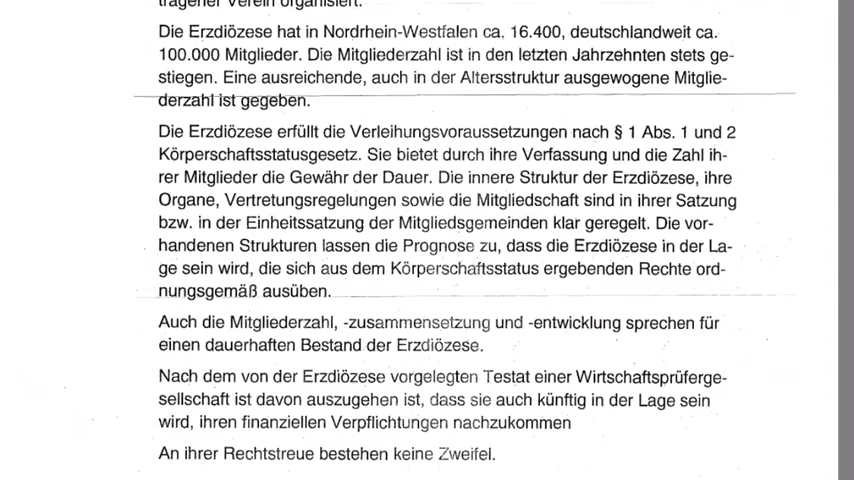 tragener Verein organisiert.
Die Erzdiözese hat in Nordrhein-Westfalen ca. 16.400, deutschlandweit ca.
100.000 Mitglieder. Die Mitgliederzahl ist in den letzten Jahrzehnten stets ge-
stiegen. Eine ausreichende, auch in der Altersstruktur ausgewogene Mitglie-
derzahl ist gegeben.
Die Erzdiözese erfüllt die Verleihungsvoraussetzungen nach § 1 Abs. 1 und 2
Körperschaftsstatusgesetz. Sie bietet durch ihre Verfassung und die Zahl ih-
rer Mitglieder die Gewähr der Dauer. Die innere Struktur der Erzdiözese, ihre
Organe, Vertretungsregelungen sowie die Mitgliedschaft sind in ihrer Satzung
bzw. in der Einheitssatzung der Mitgliedsgemeinden klar geregelt. Die vor-
handenen Strukturen lassen die Prognose zu, dass die Erzdiözese in der La-
ge sein wird, die sich aus dem Körperschaftsstatus ergebenden Rechte ord-
nungsgemäß ausüben.
Auch die Mitgliederzahl, -zusammensetzung und -entwicklung sprechen für
einen dauerhaften Bestand der Erzdiözese.
Nach dem von der Erzdiözese vorgelegten Testat einer Wirtschaftsprüferge-
sellschaft ist davon auszugehen ist, dass sie auch künftig in der Lage sein
wird, ihren finanziellen Verpflichtungen nachzukommen
An ihrer Rechtstreue bestehen keine Zweifel.